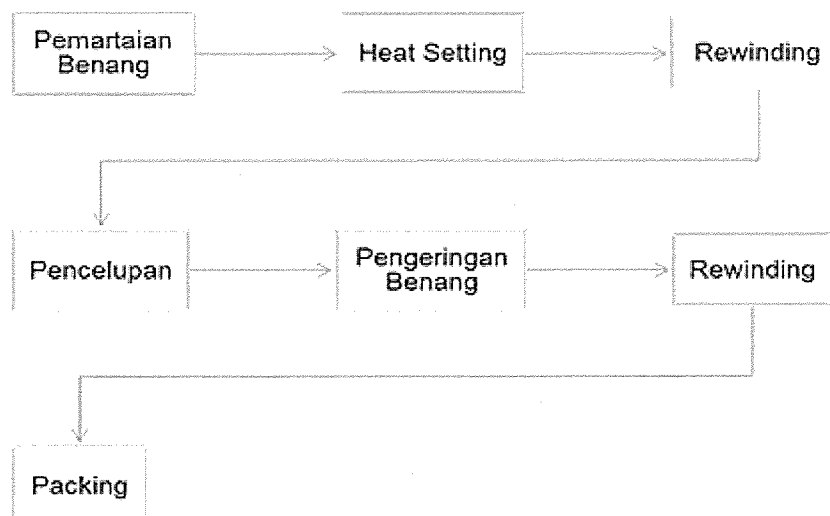 Pemartaian
Benang
Heat Setting
Rewinding
Pencelupan
Pengeringan
Benang
Rewinding
Packing